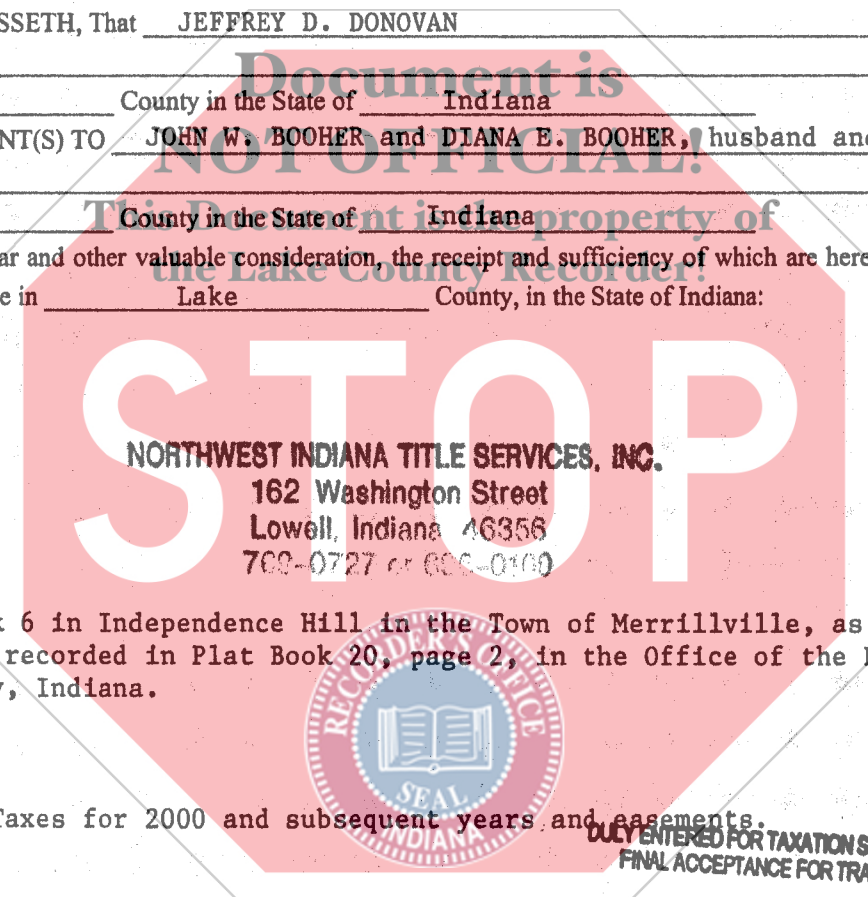 SSETH, That JEFFREY D. DONOVAN
Document is
County in the State of Indiana
NT(S) TO JOHN W. BOOHER and DIANA E. BOOHER, husband an
NOT OFFICIAL!
County in the State of Indiana
This Document is the property of
ar and other valuable consideration, the receipt and sufficiency of which are here
the Lake County Recorder!
e in Lake County, in the State of Indiana:
STOP
NORTHWEST INDIANA TITLE SERVICES, INC.
162 Washington Street
Lowell, Indiana 46356
6 in Independence Hill in the Town of Merrillville, as
recorded in Plat Book 20, page 2, in the Office of the
, Indiana.
RECORDER'S OFFICE
SEAL
INDIANA
Taxes for 2000 and subsequent years and easements.
DULY ENTERED FOR TAXATION S
FINAL ACCEPTANCE FOR TRA